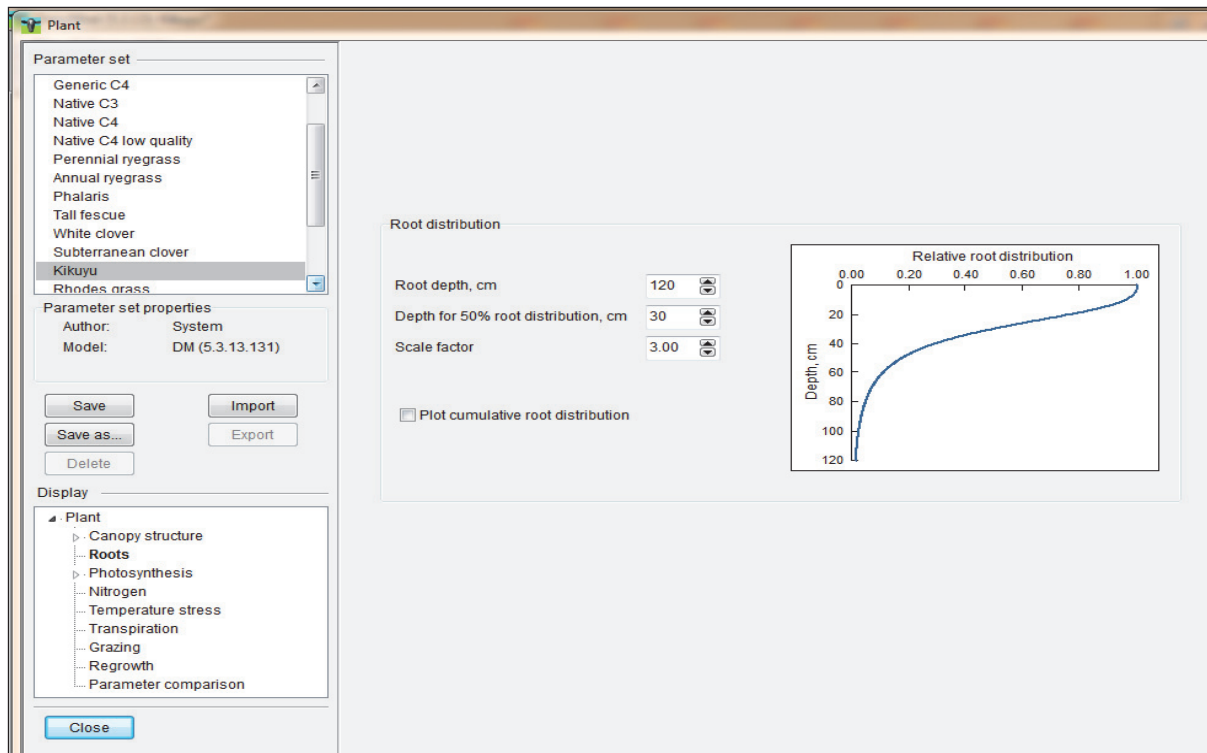 Plant
Parameter set
Generic C4
Native C3
Native C4
Native C4 low quality
Perennial ryegrass
Annual ryegrass
Phalaris
Tall fescue
White clover
Subterranean clover
Kikuyu
Rhodes grass
Parameter set properties
Author: System
Model: DM (5.3.13.131)
Save Import
Save as... Export
Delete
Display
Plant
Canopy structure
Roots
Photosynthesis
Nitrogen
Temperature stress
Transpiration
Grazing
Regrowth
Parameter comparison
Close
Root distribution
Root depth, cm 120
Depth for 50% root distribution, cm 30
Scale factor 3.00
Plot cumulative root distribution
Relative root distribution
0.00 0.20 0.40 0.60 0.80 1.00
0
20
40
60
80
100
120
Depth, cm